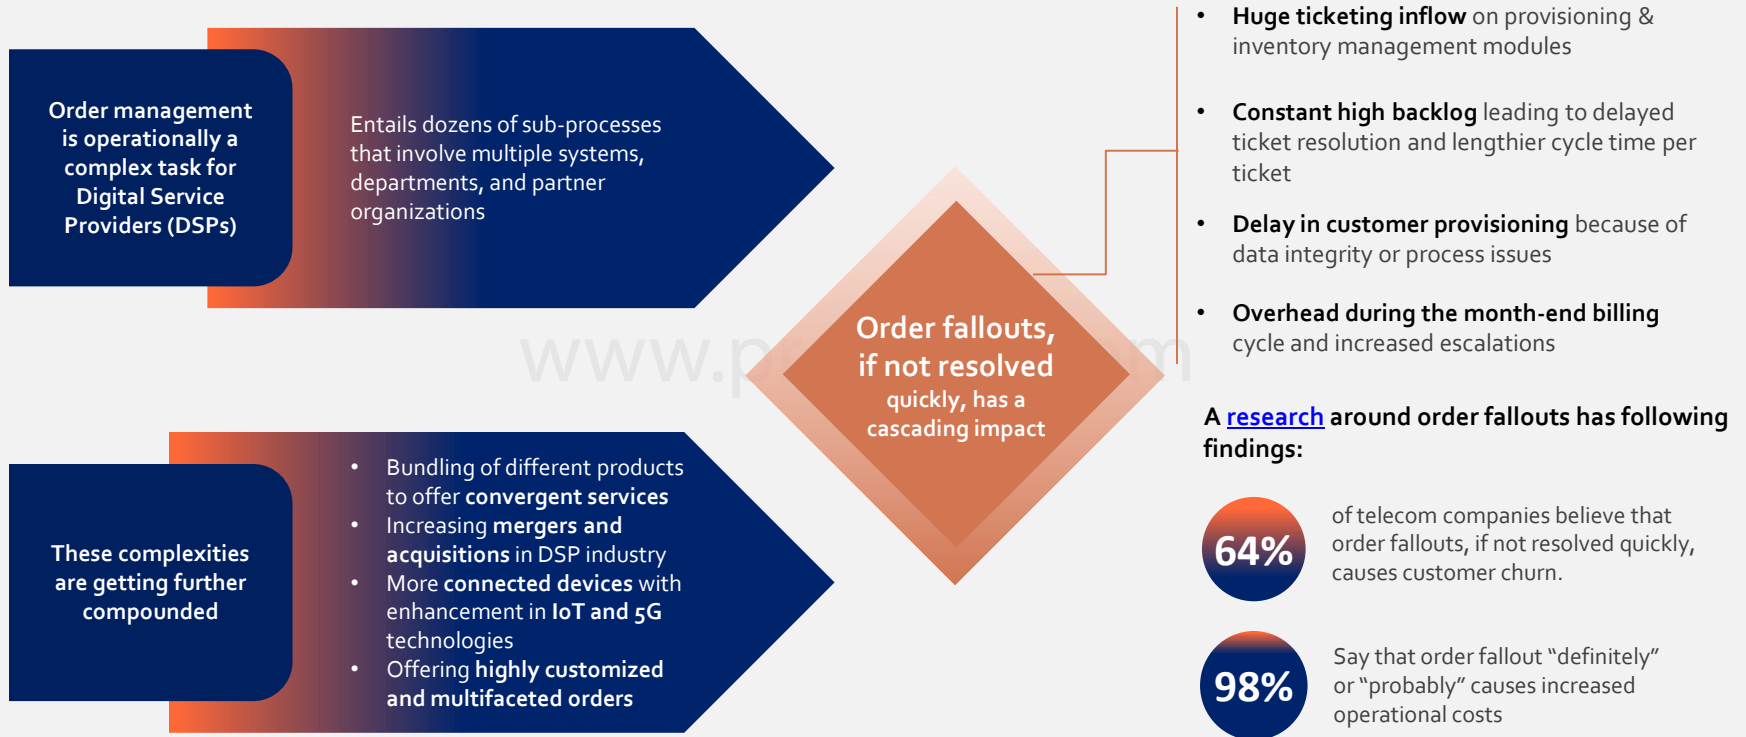 Order management
is operationally a
complex task for
Digital Service
Providers (DSPs)
Entails dozens of sub-processes
that involve multiple systems,
departments, and partner
organizations
These complexities
are getting further
compounded
• Bundling of different products
to offer convergent services
• Increasing mergers and
acquisitions in DSP industry
• More connected devices with
enhancement in IoT and 5G
technologies
• Offering highly customized
and multifaceted orders
Order fallouts,
if not resolved
quickly, has a
cascading impact
• Huge ticketing inflow on provisioning &
inventory management modules
• Constant high backlog leading to delayed
ticket resolution and lengthier cycle time per
ticket
• Delay in customer provisioning because of
data integrity or process issues
• Overhead during the month-end billing
cycle and increased escalations
A research around order fallouts has following
findings:
64%
of telecom companies believe that
order fallouts, if not resolved quickly,
causes customer churn.
98%
Say that order fallout “definitely”
or “probably” causes increased
operational costs